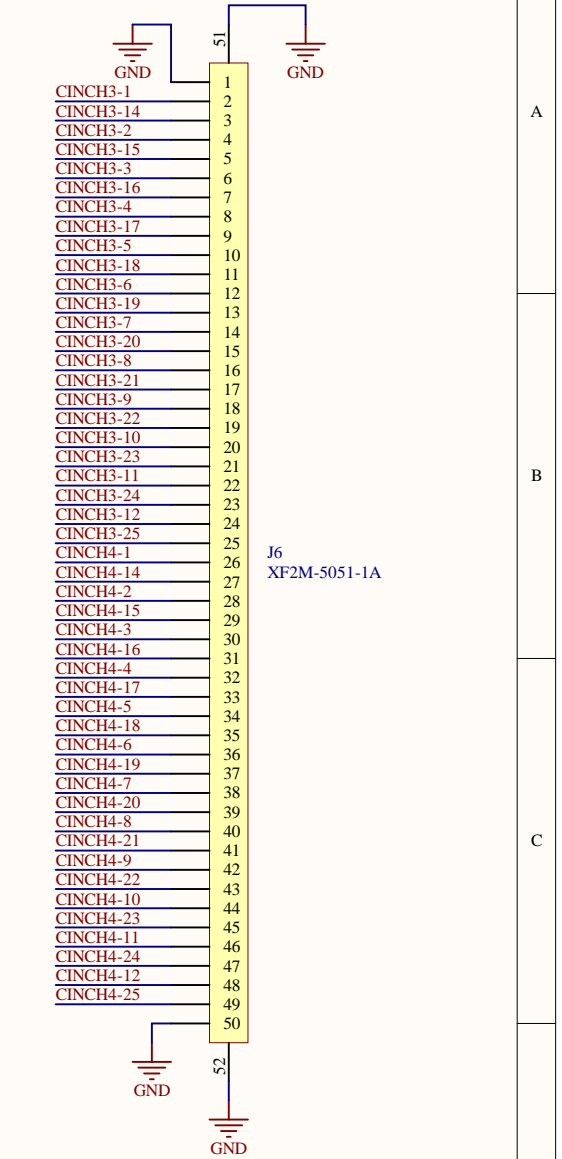 51
GND
GND
1
CINCH3-1
2
A
CINCH3-14
3
CINCH3-2
4
CINCH3-15
5
CINCH3-3
6
CINCH3-16
7
CINCH3-4
8
CINCH3-17
9
CINCH3-5
10
CINCH3-18
11
CINCH3-6
12
CINCH3-19
13
CINCH3-7
14
CINCH3-20
15
CINCH3-8
16
CINCH3-21
17
CINCH3-9
18
CINCH3-22
19
CINCH3-10
20
CINCH3-23
21
CINCH3-11
22
B
CINCH3-24
23
CINCH3-12
24
CINCH3-25
25
CINCH4-1
26
J6
CINCH4-14
27
XF2M-5051-1A
CINCH4-2
28
CINCH4-15
29
CINCH4-3
30
CINCH4-16
31
CINCH4-4
32
CINCH4-17
33
CINCH4-5
34
CINCH4-18
35
CINCH4-6
36
CINCH4-19
37
CINCH4-7
38
CINCH4-20
39
CINCH4-8
40
CINCH4-21
41
C
CINCH4-9
42
CINCH4-22
43
CINCH4-10
44
CINCH4-23
45
CINCH4-11
46
CINCH4-24
47
CINCH4-12
48
CINCH4-25
49
50
52
GND
GND